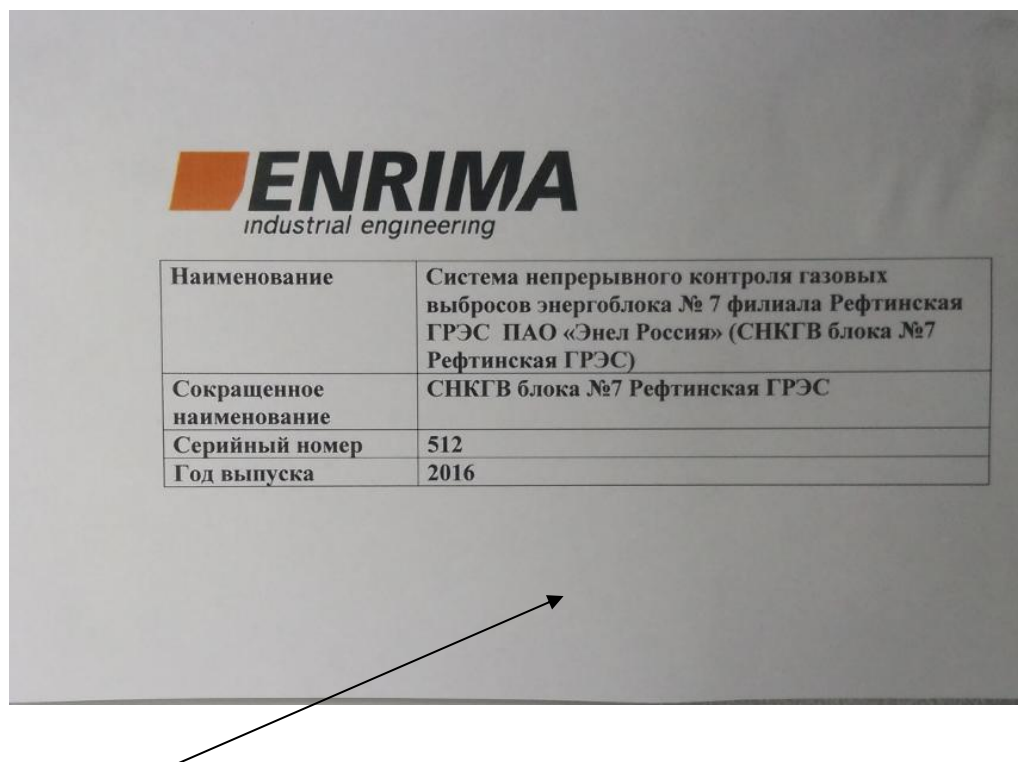 ENRIMA
industrial engineering
Наименование
Система непрерывного контроля газовых
выбросов энергоблока № 7 филиала Рефтинская
ГРЭС ПАО «Энел Россия» (СНКГВ блока №7
Рефтинская ГРЭС)
Сокращенное
наименование
СНКГВ блока №7 Рефтинская ГРЭС
Серийный номер
512
Год выпуска
2016